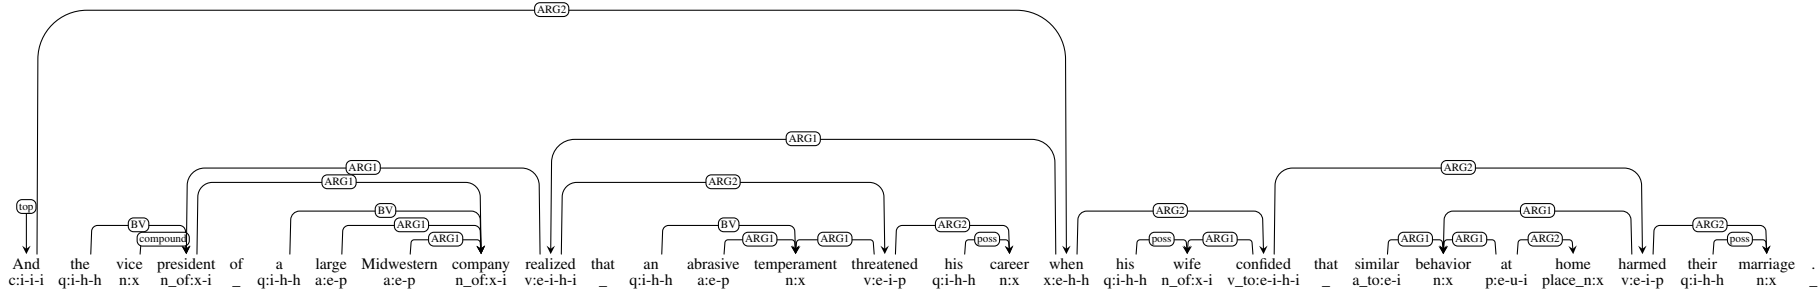 ARG2
ARG1
ARG1 ARG2
ARG1 ARG2
top BV ARG1 BV ARG2 ARG2 ARG1 ARG2
compound ARG1 ARG1 ARG1 poss poss ARG1 ARG1 ARG1 ARG2 poss
And the vice president of a large Midwestern company realized that an abrasive temperament threatened his career when his wife confided that similar behavior at home harmed their marriage .
c:i-i-i q:i-h-h n:x n_of:x-i _ q:i-h-h a:e-p a:e-p n_of:x-i v:e-i-h-i _ q:i-h-h a:e-p n:x v:e-i-p q:i-h-h n:x x:e-h-h q:i-h-h n_of:x-i v_to:e-i-h-i _ a_to:e-i n:x p:e-u-i place_n:x v:e-i-p q:i-h-h n:x _